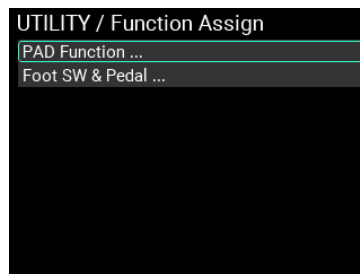 UTILITY / Function Assign
PAD Function ...
Foot SW & Pedal ...